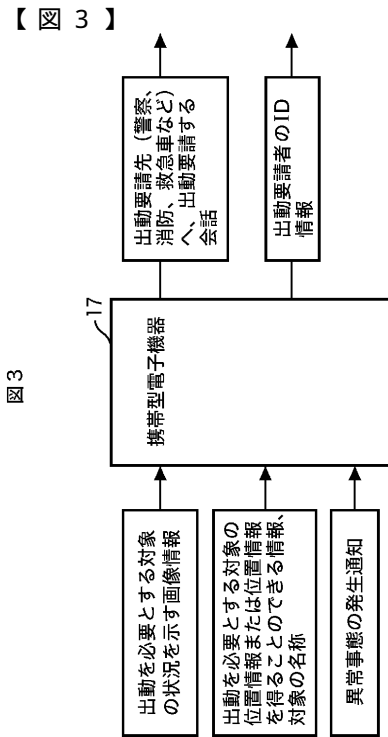 【図3】
図3
出動を必要とする対象
の状況を示す画像情報
出動を必要とする対象の
位置情報または位置情報
を得ることのできる情報、
対象の名称
異常事態の発生通知
17
携帯型電子機器
出動要請先（警察、
消防、救急車など）
へ、出動要請する
会話
出動要請者のID
情報